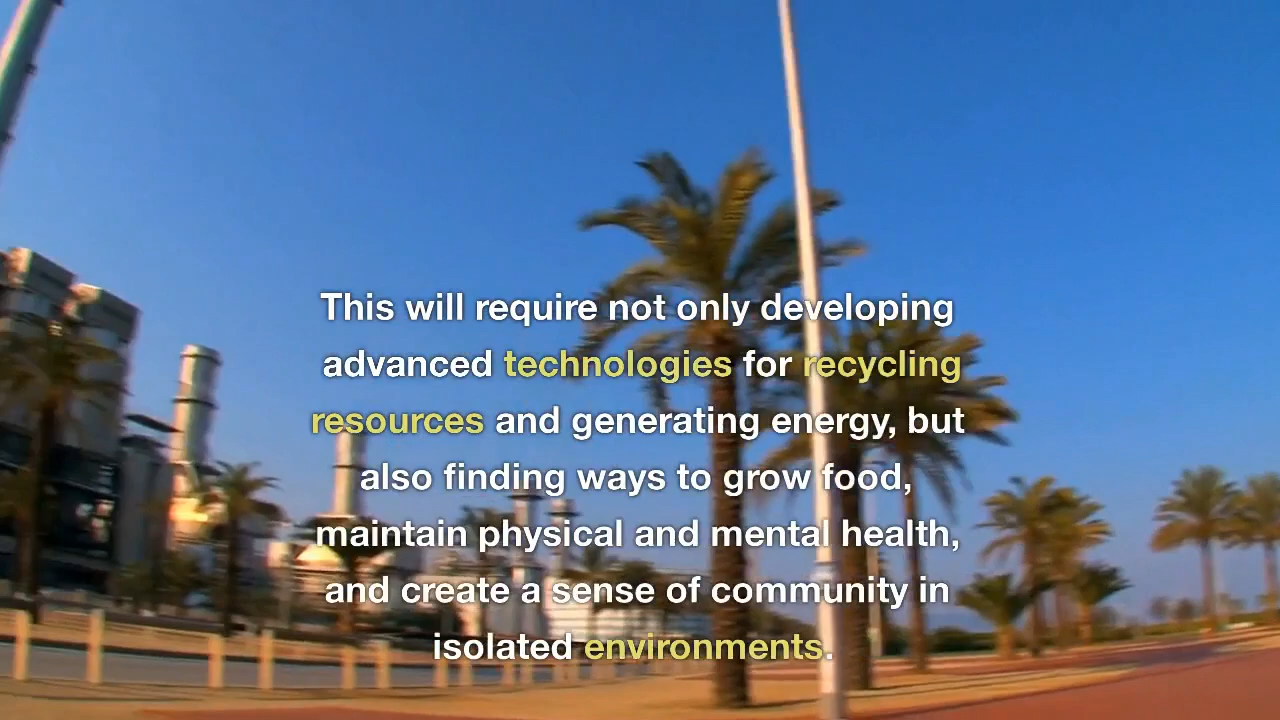 This will require not only developing
advanced technologies for recycling
resources and generating energy, but
also finding ways to grow food,
maintain physical and mental health,
and create a sense of community in
isolated environments.